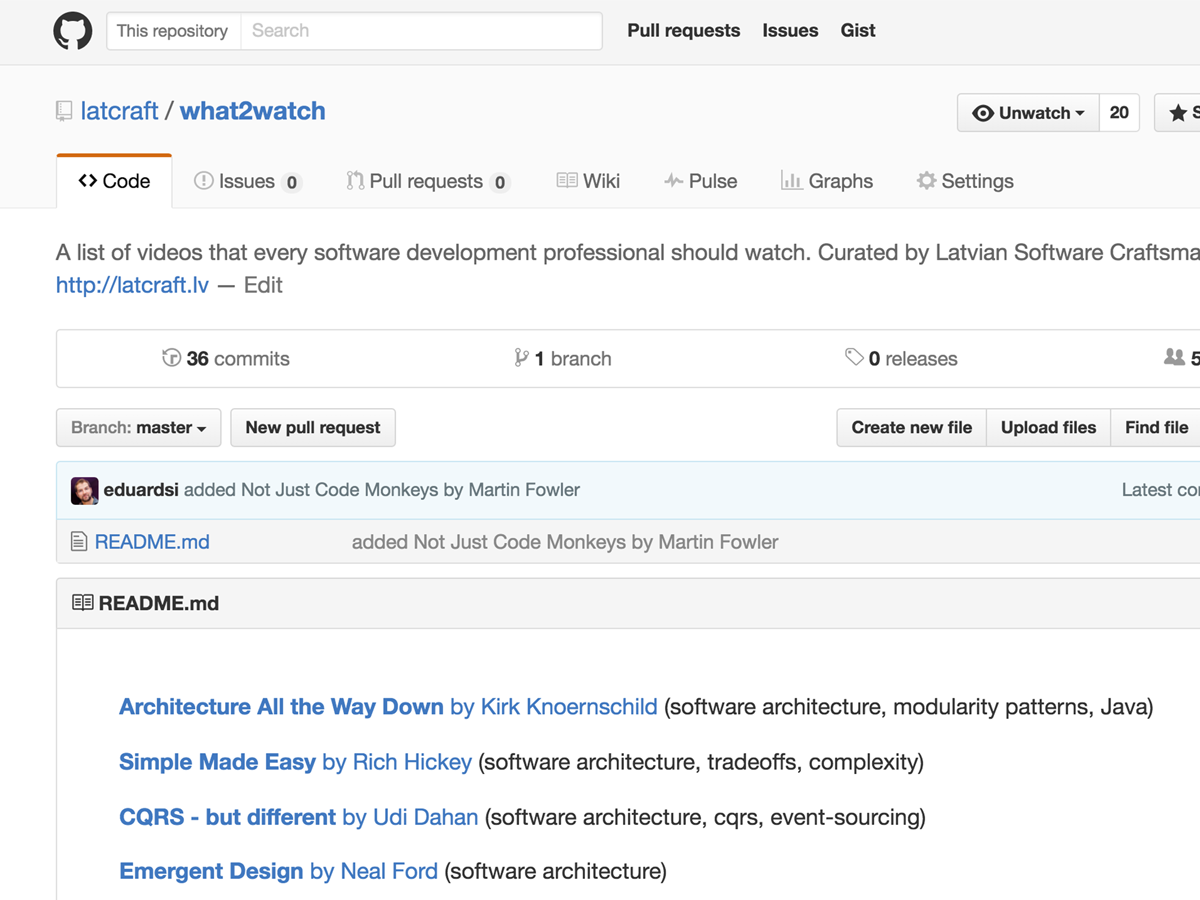 This repository Search Pull requests Issues Gist
latcraft / what2watch Unwatch 20
Code Issues 0 Pull requests 0 Wiki Pulse Graphs Settings
A list of videos that every software development professional should watch. Curated by Latvian Software Craftsma
http://latcraft.lv — Edit
36 commits 1 branch 0 releases 5
Branch: master New pull request Create new file Upload files Find file
eduardsi added Not Just Code Monkeys by Martin Fowler Latest
README.md added Not Just Code Monkeys by Martin Fowler
README.md
Architecture All the Way Down by Kirk Knoernschild (software architecture, modularity patterns, Java)
Simple Made Easy by Rich Hickey (software architecture, tradeoffs, complexity)
CQRS - but different by Udi Dahan (software architecture, cqrs, event-sourcing)
Emergent Design by Neal Ford (software architecture)